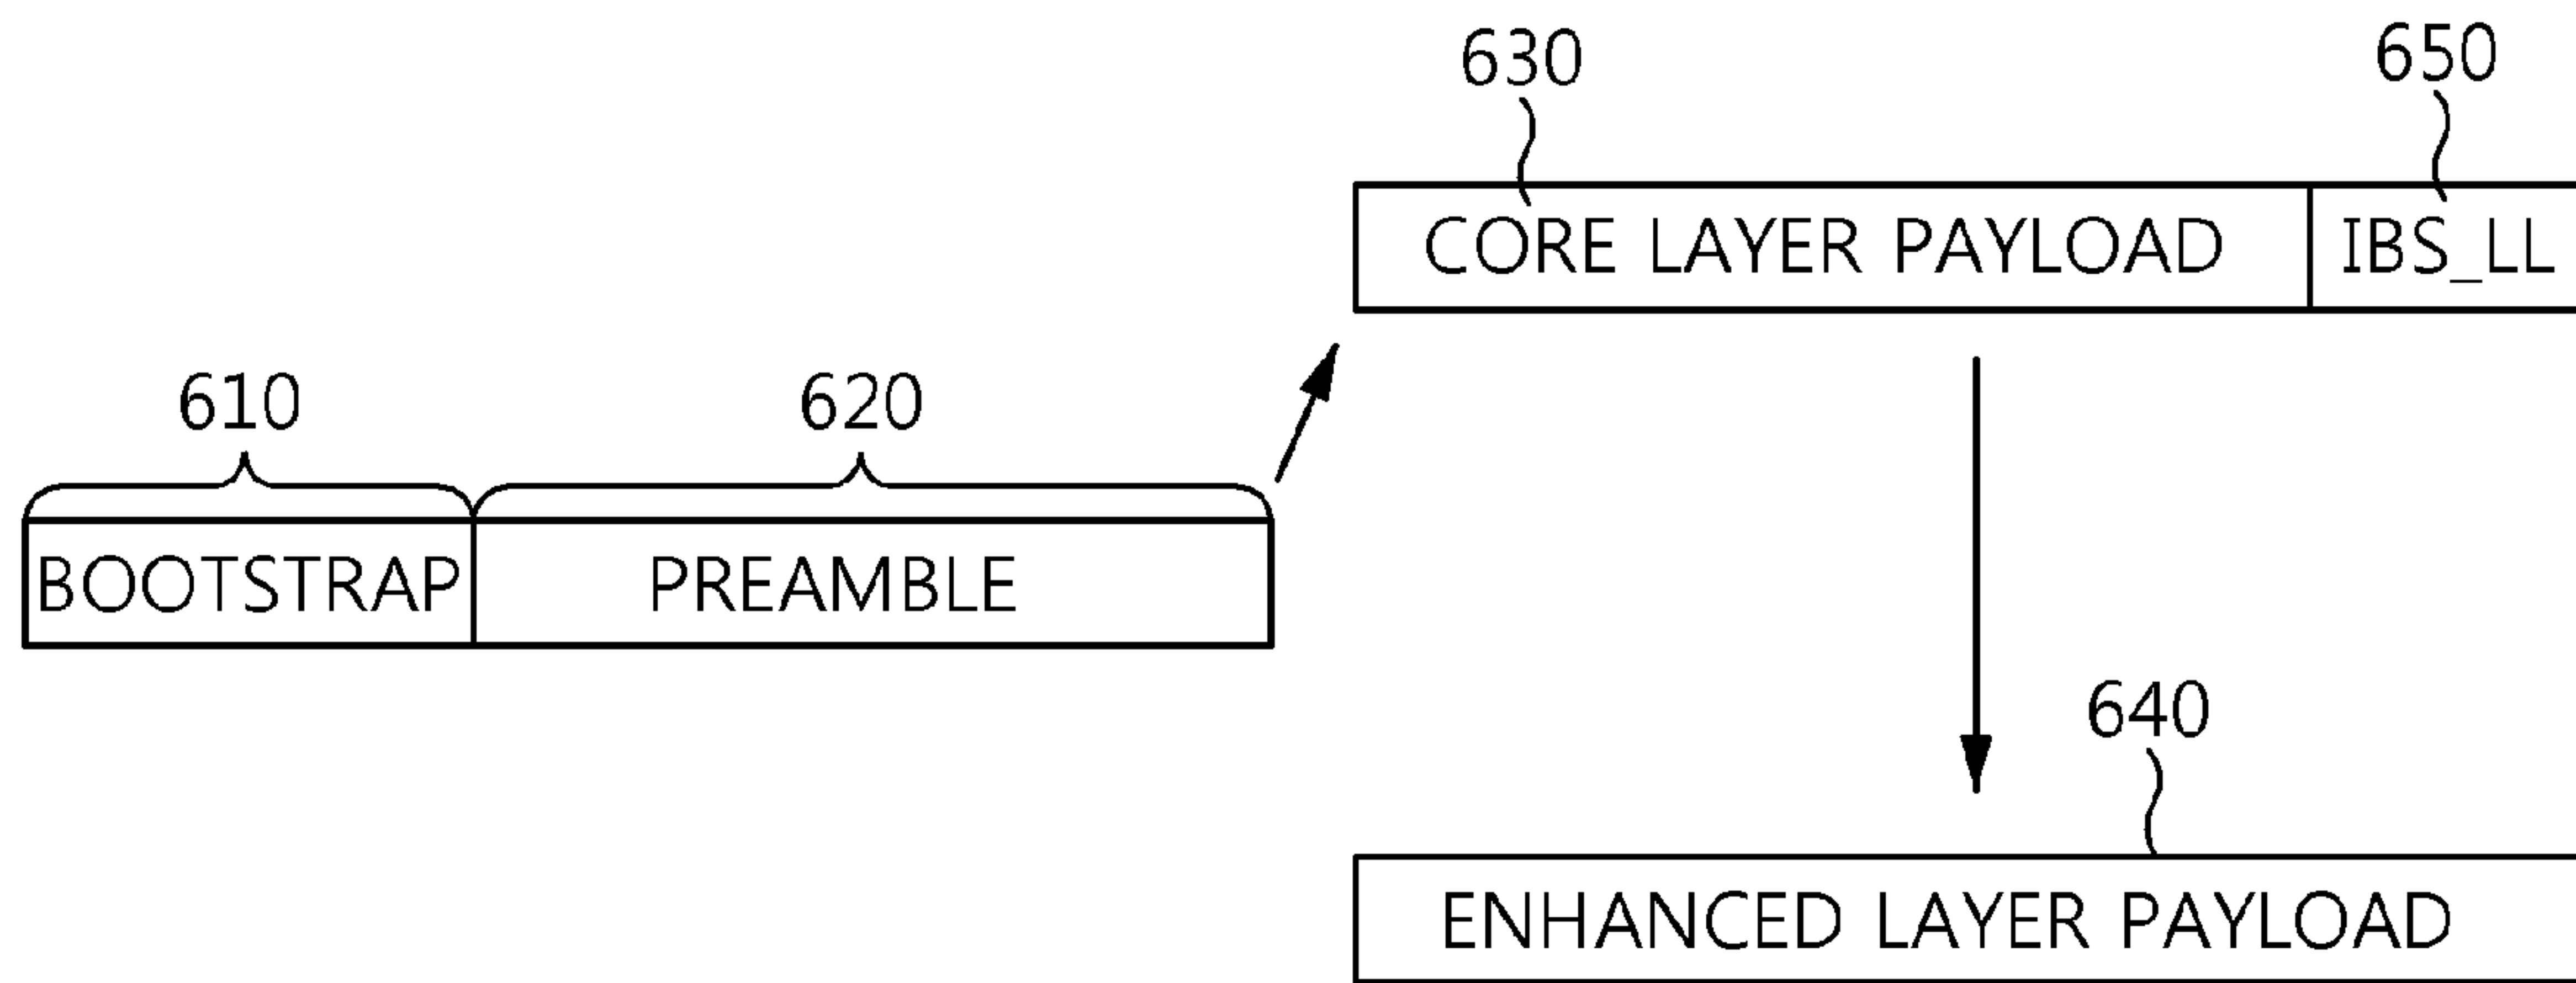 630
650
CORE LAYER PAYLOAD
IBS_LL
610
620
BOOTSTRAP
PREAMBLE
640
ENHANCED LAYER PAYLOAD